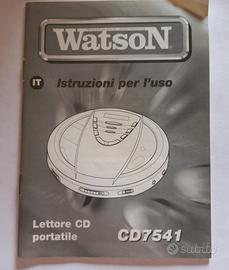 WATSON
IT
Istruzioni per l'uso
Lettore CD
portatile
CD7541
subito